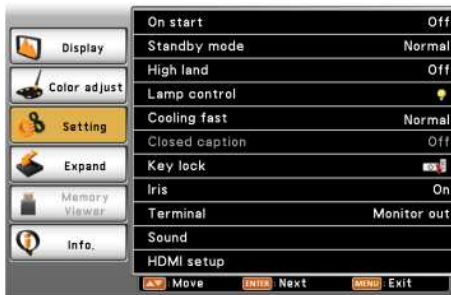 Display
Color adjust
Setting
Expand
Memory
Viewer
Info.
On start Off
Standby mode Normal
High land Off
Lamp control
Cooling fast Normal
Closed caption Off
Key lock
Iris On
Terminal Monitor out
Sound
HDMI setup
▲▼ : Move ENTER : Next MENU : Exit